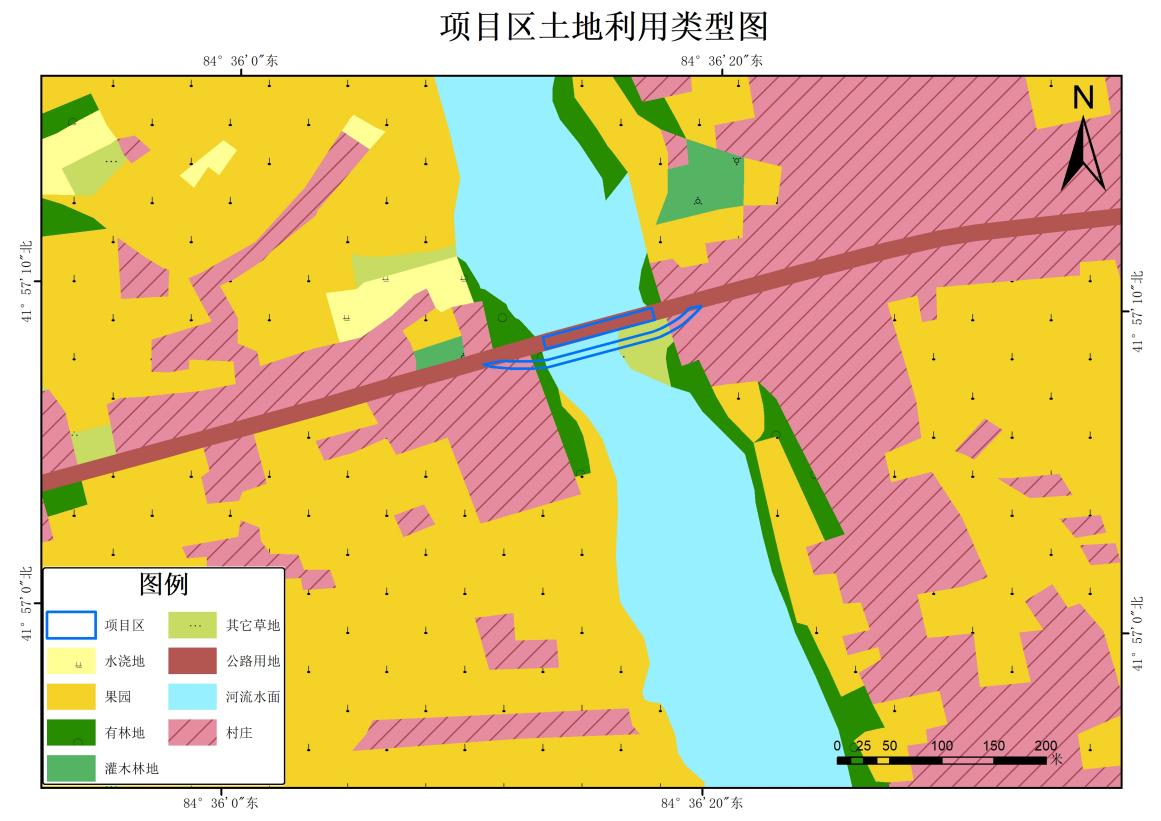 项目区土地利用类型图
84° 36′0″东
84° 36′20″东
N
41° 57′10″北
41° 57′10″北
41° 57′0″北
41° 57′0″北
图例
项目区
其它草地
水浇地
公路用地
果园
河流水面
有林地
村庄
灌木林地
0 25 50 100 150 200
米
84° 36′0″东
84° 36′20″东